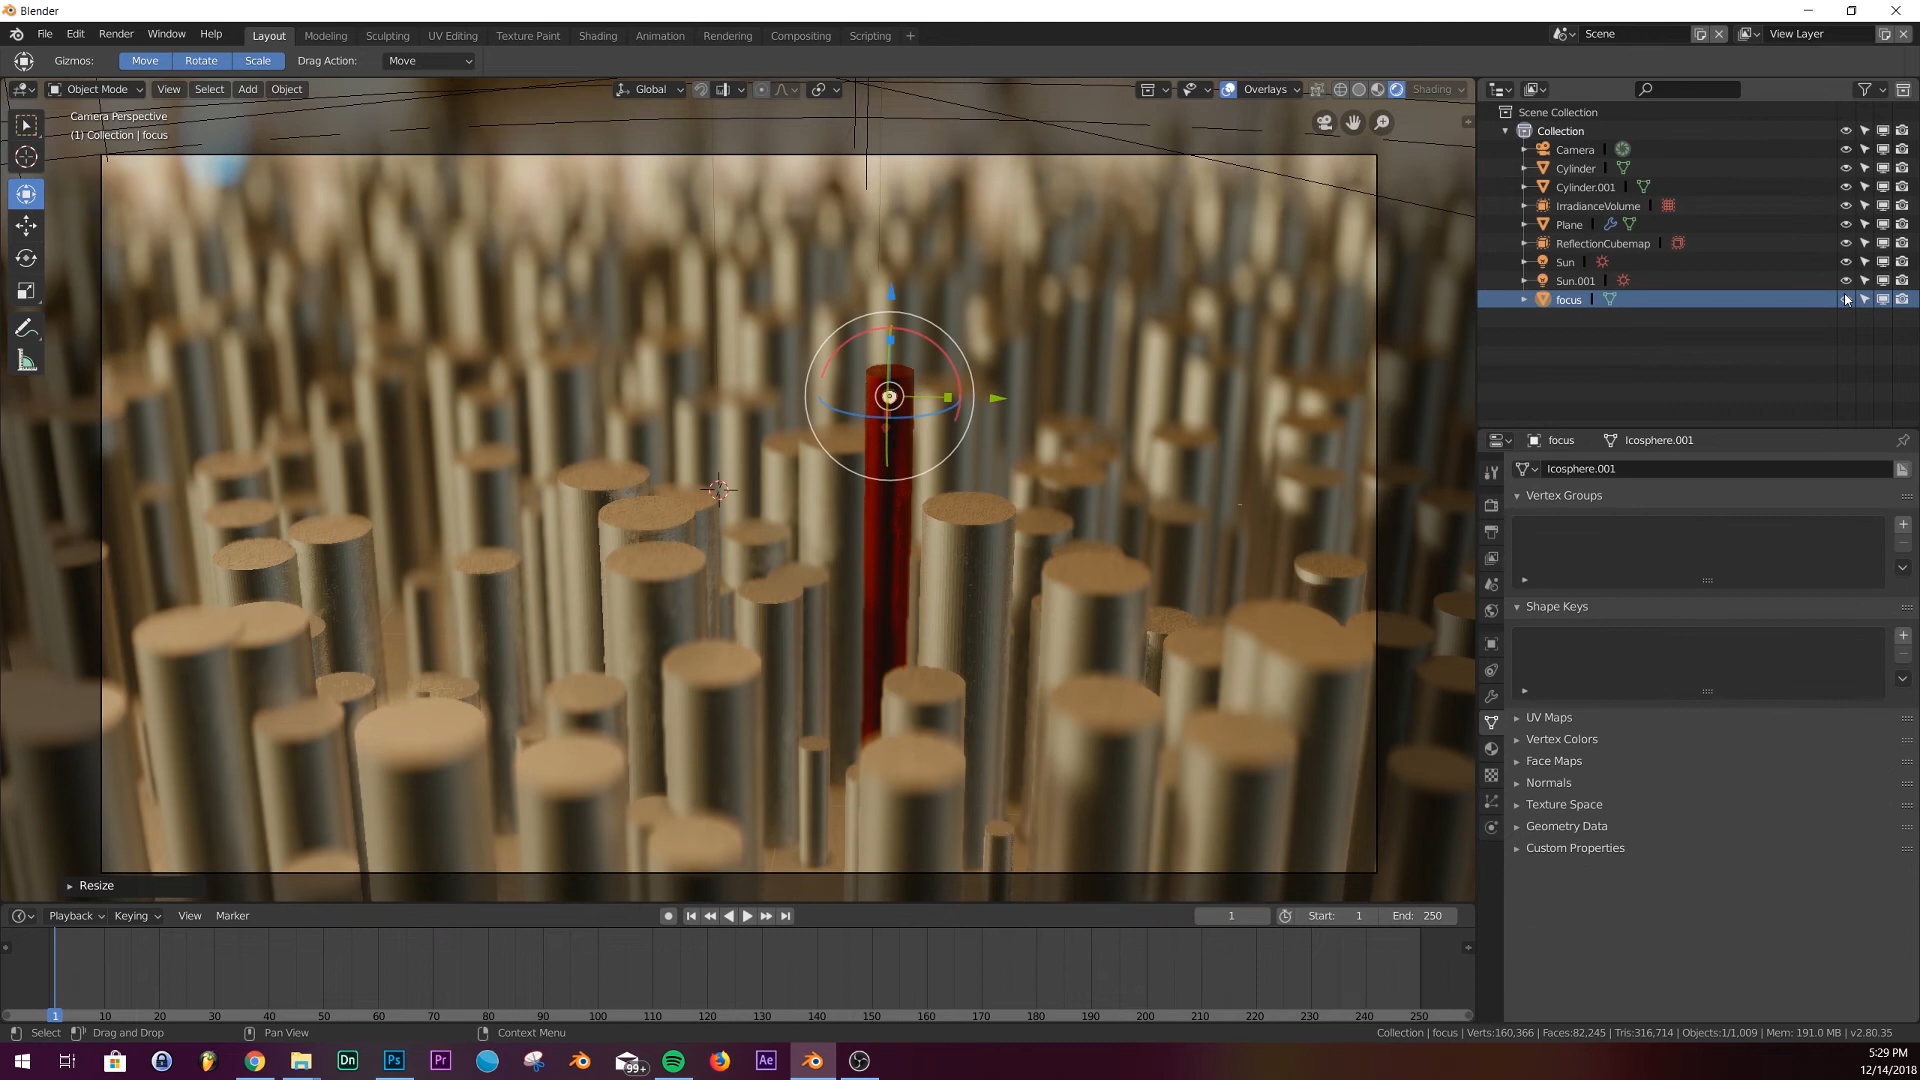 Blender
File Edit Render Window Help Layout Modeling Sculpting UV Editing Texture Paint Shading Animation Rendering Compositing Scripting + Scene View Layer
Gizmos: Move Rotate Scale Drag Action: Move
Object Mode View Select Add Object Global Overlays Shading
Camera Perspective
(1) Collection | focus
Scene Collection
Collection
Camera
Cylinder
Cylinder.001
IrradianceVolume
Plane
ReflectionCubemap
Sun
Sun.001
focus
focus Icosphere.001
Icosphere.001
Vertex Groups
Shape Keys
UV Maps
Vertex Colors
Face Maps
Normals
Texture Space
Geometry Data
Custom Properties
Resize
Playback Keying View Marker 1 Start: 1 End: 250
1 10 20 30 40 50 60 70 80 90 100 110 120 130 140 150 160 170 180 190 200 210 220 230 240 250
Select Drag and Drop Pan View Context Menu Collection | focus | Verts:160,366 | Faces:82,245 | Tris:316,714 | Objects:1/1,009 | Mem: 191.0 MB | v2.80.35
Dn Ps Pr 99+ Ae
5:29 PM
12/14/2018